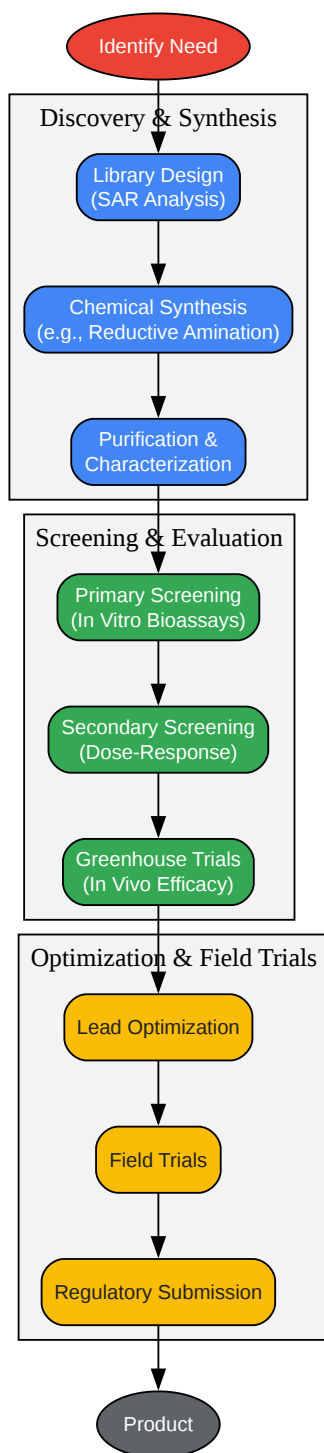 Identify Need
Discovery & Synthesis
Library Design
(SAR Analysis)
Chemical Synthesis
(e.g., Reductive Amination)
Purification &
Characterization
Screening & Evaluation
Primary Screening
(In Vitro Bioassays)
Secondary Screening
(Dose-Response)
Greenhouse Trials
(In Vivo Efficacy)
Optimization & Field Trials
Lead Optimization
Field Trials
Regulatory Submission
Product